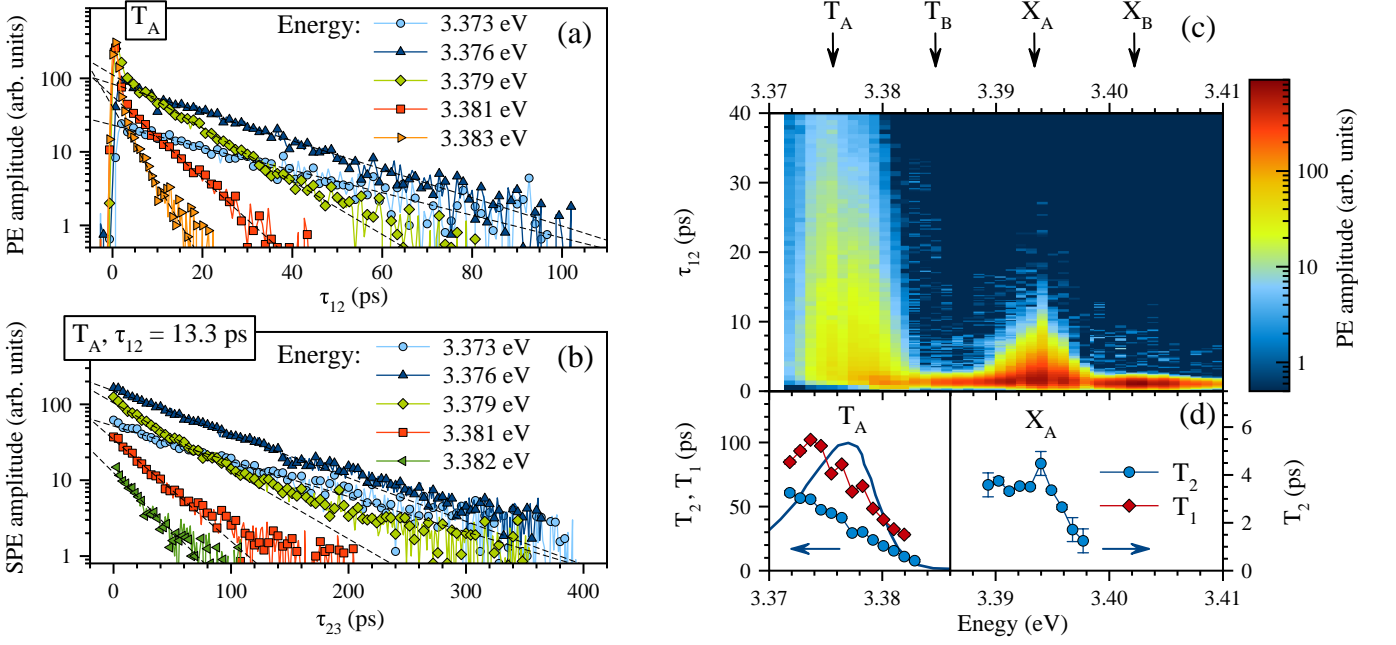 T_A
Energy:
3.373 eV
3.376 eV
3.379 eV
3.381 eV
3.383 eV
(a)
PE amplitude (arb. units)
100
10
1
0 20 40 60 80 100
τ_12 (ps)
T_A, τ_12 = 13.3 ps
Energy:
3.373 eV
3.376 eV
3.379 eV
3.381 eV
3.382 eV
(b)
SPE amplitude (arb. units)
100
10
1
0 100 200 300 400
τ_23 (ps)
T_A T_B X_A X_B
(c)
3.37 3.38 3.39 3.40 3.41
τ_12 (ps)
40
30
20
10
0
PE amplitude (arb. units)
100
10
1
T_A
X_A
(d)
T_2, T_1 (ps)
100
50
0
T_2
T_1
T_2 (ps)
6
4
2
0
3.37 3.38 3.39 3.40 3.41
Enegy (eV)